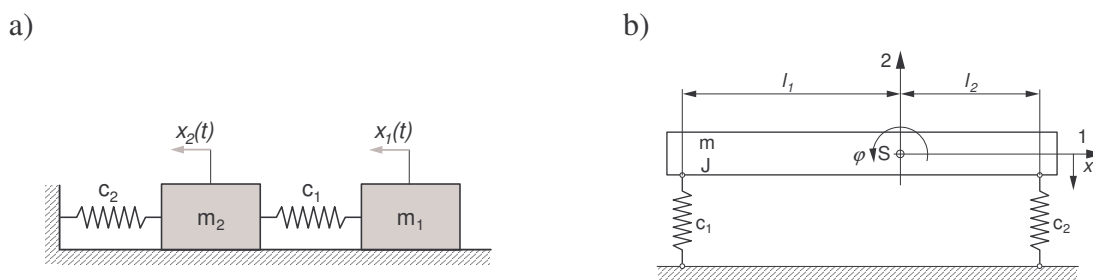 a)
x₂(t)
x₁(t)
c₂
c₁
m₂
m₁
b)
2
l₁
l₂
m
J
φ
S
1
x
c₁
c₂